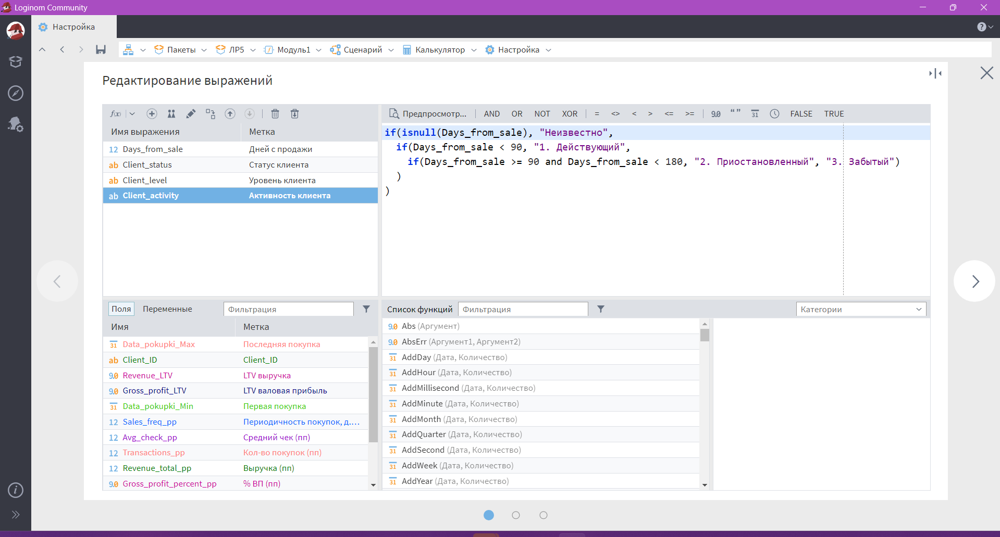 Loginom Community
Настройка
Пакеты
ЛР5
Модуль1
Сценарий
Калькулятор
Настройка
Редактирование выражений
f(x)
Имя выражения Метка
12 Days_from_sale Дней с продажи
ab Client_status Статус клиента
ab Client_level Уровень клиента
ab Client_activity Активность клиента
Предпросмотр... AND OR NOT XOR = <> < > <= >= 9.0 “ ” 31 FALSE TRUE
if(isnull(Days_from_sale), "Неизвестно",
if(Days_from_sale < 90, "1. Действующий",
if(Days_from_sale >= 90 and Days_from_sale < 180, "2. Приостановленный", "3. Забытый")
)
)
Поля Переменные Фильтрация
Имя Метка
31 Data_pokupki_Max Последняя покупка
ab Client_ID Client_ID
9.0 Revenue_LTV LTV выручка
9.0 Gross_profit_LTV LTV валовая прибыль
31 Data_pokupki_Min Первая покупка
12 Sales_freq_pp Периодичность покупок, д....
12 Avg_check_pp Средний чек (пп)
12 Transactions_pp Кол-во покупок (пп)
12 Revenue_total_pp Выручка (пп)
9.0 Gross_profit_percent_pp % ВП (пп)
Список функций Фильтрация Категории
9.0 Abs (Аргумент)
9.0 AbsErr (Аргумент1, Аргумент2)
31 AddDay (Дата, Количество)
31 AddHour (Дата, Количество)
31 AddMillisecond (Дата, Количество)
31 AddMinute (Дата, Количество)
31 AddMonth (Дата, Количество)
31 AddQuarter (Дата, Количество)
31 AddSecond (Дата, Количество)
31 AddWeek (Дата, Количество)
31 AddYear (Дата, Количество)